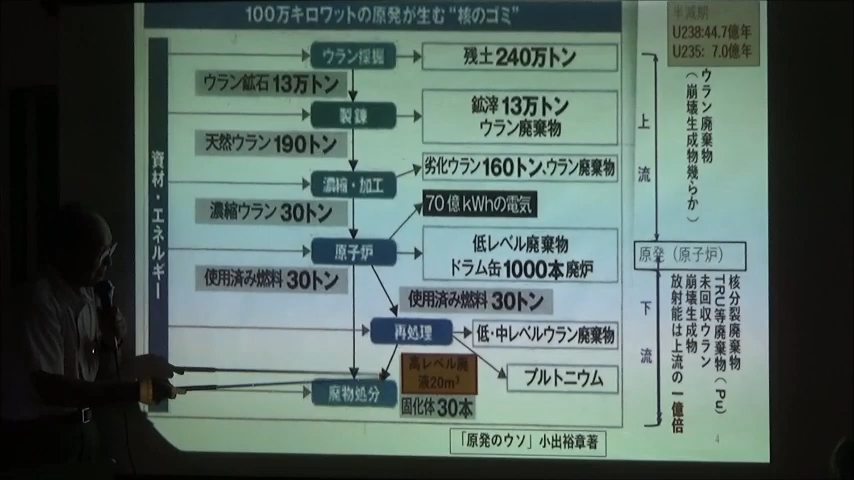 100万キロワットの原発が生む“核のゴミ”
半減期
U238:44.7億年
U235: 7.0億年
資材・エネルギー
ウラン採掘
残土240万トン
ウラン鉱石13万トン
製錬
鉱滓13万トン
ウラン廃棄物
天然ウラン190トン
濃縮・加工
劣化ウラン160トン、ウラン廃棄物
濃縮ウラン30トン
70億kWhの電気
原子炉
低レベル廃棄物
ドラム缶1000本廃炉
使用済み燃料30トン
使用済み燃料30トン
再処理
低・中レベルウラン廃棄物
プルトニウム
高レベル廃
液20m³
固化体30本
廃物処分
「原発のウソ」小出裕章著
上流
ウラン廃棄物
(崩壊生成物幾らか)
原発(原子炉)
下流
核分裂廃棄物
TRU等廃棄物(Pu)
未回収ウラン
崩壊生成物
放射能は上流の一億倍
4